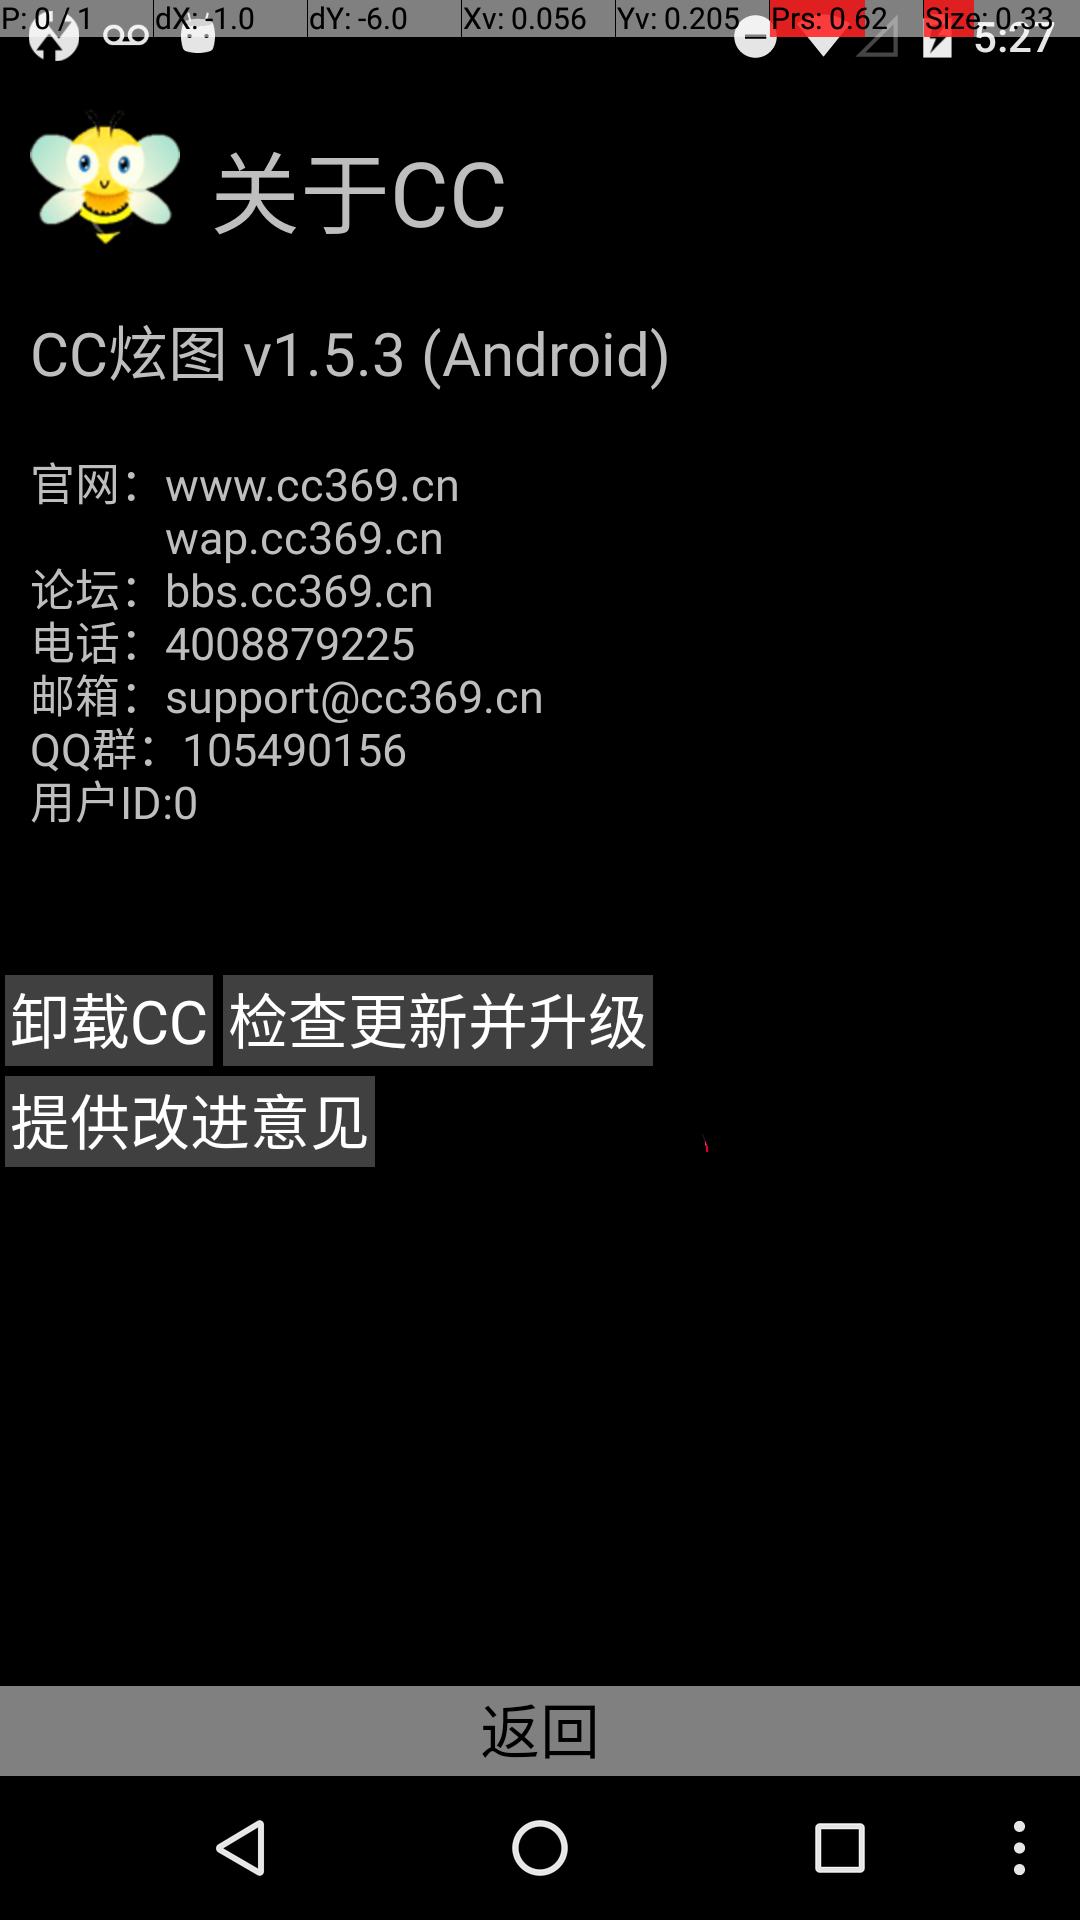 P: 0 / 1 dX: -1.0 dY: -6.0 Xv: 0.056 Yv: 0.205 Prs: 0.62 Size: 0.33
5:27
关于CC
CC炫图 v1.5.3 (Android)
官网：www.cc369.cn
wap.cc369.cn
论坛：bbs.cc369.cn
电话：4008879225
邮箱：support@cc369.cn
QQ群：105490156
用户ID:0
卸载CC 检查更新并升级
提供改进意见
返回